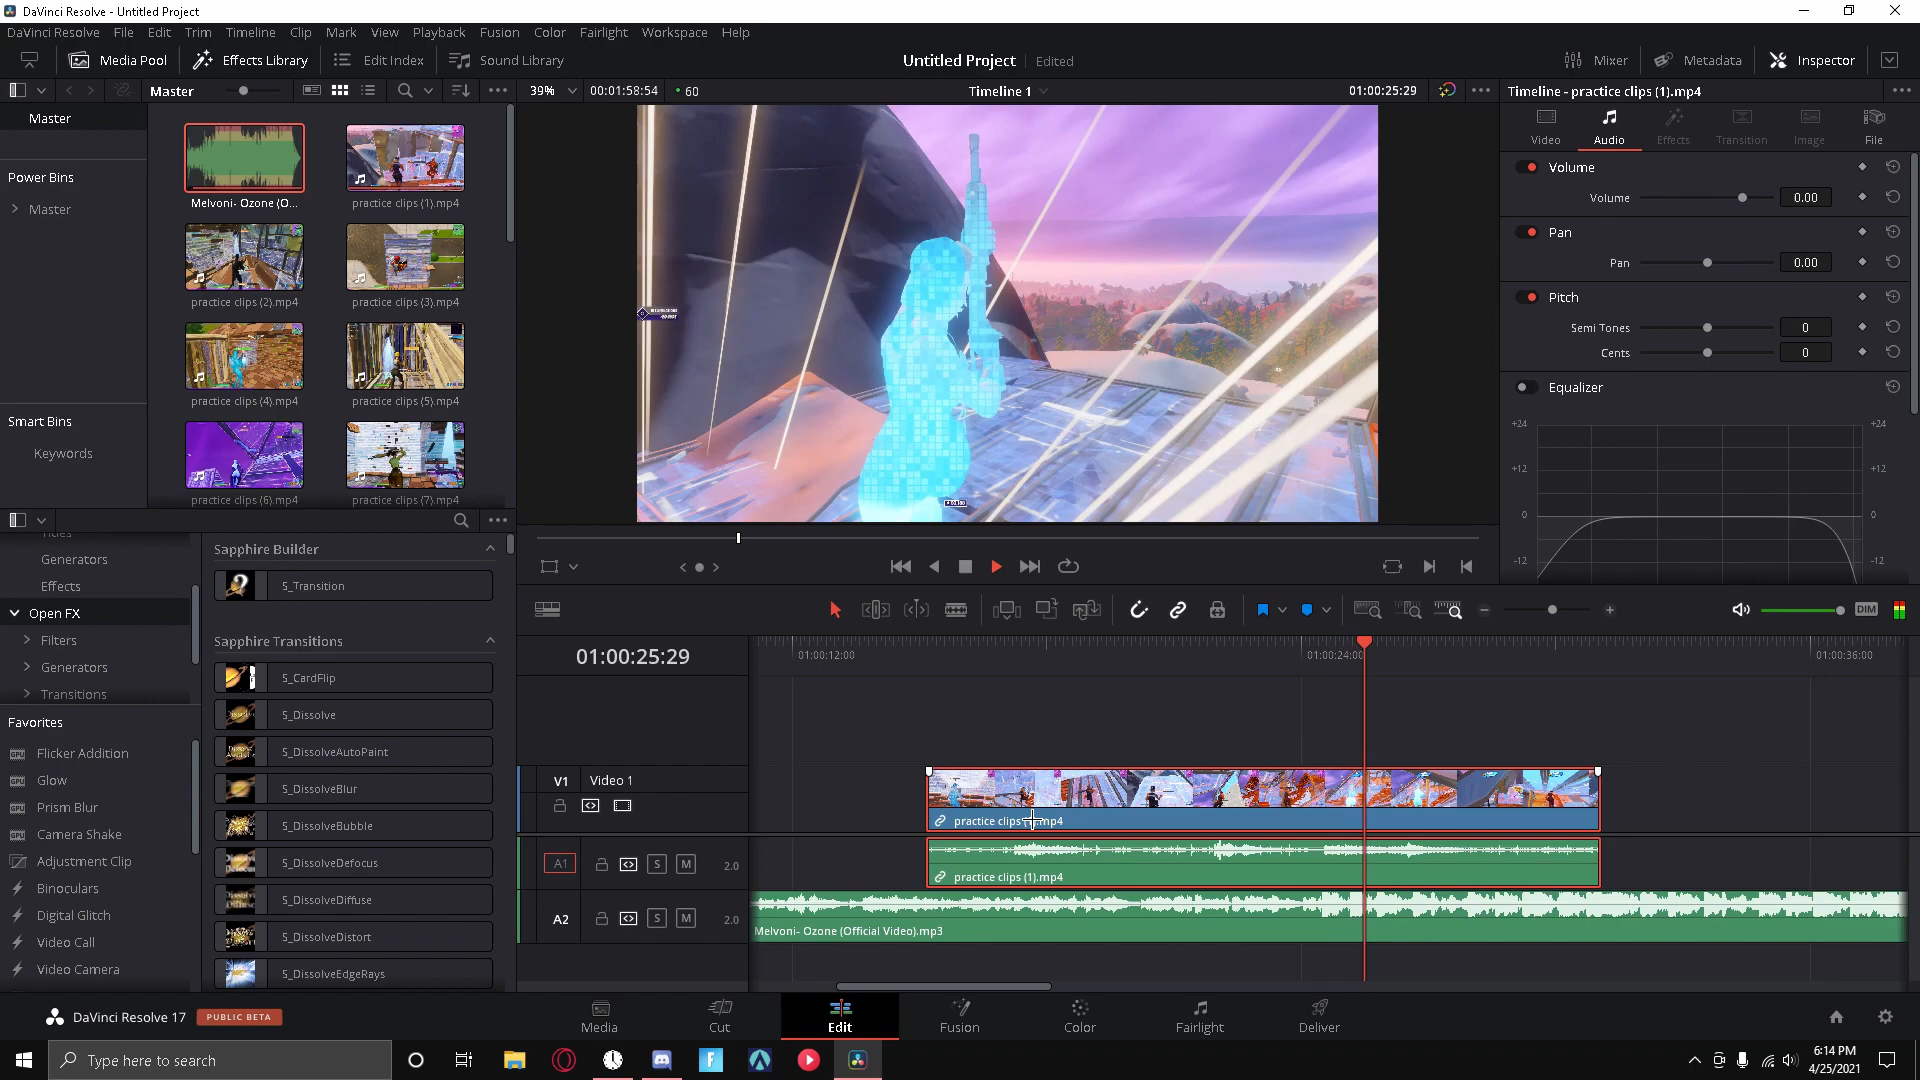 DaVinci Resolve - Untitled Project
DaVinci Resolve File Edit Trim Timeline Clip Mark View Playback Fusion Color Fairlight Workspace Help
Media Pool Effects Library Edit Index Sound Library Untitled Project Edited Mixer Metadata Inspector
Master 39% 00:01:58:54 60 Timeline 1 01:00:25:29 Timeline - practice clips (1).mp4
Master
Power Bins
Master
Smart Bins
Keywords
Melvoni- Ozone (O... practice clips (1).mp4
practice clips (2).mp4 practice clips (3).mp4
practice clips (4).mp4 practice clips (5).mp4
practice clips (6).mp4 practice clips (7).mp4
Video Audio Effects Transition Image File
Volume
Volume 0.00
Pan
Pan 0.00
Pitch
Semi Tones 0
Cents 0
Equalizer
+24 +24
+12 +12
0 0
-12 -12
Titles
Generators
Effects
Open FX
Filters
Generators
Transitions
Favorites
Flicker Addition
Glow
Prism Blur
Camera Shake
Adjustment Clip
Binoculars
Digital Glitch
Video Call
Video Camera
Sapphire Builder
S_Transition
Sapphire Transitions
S_CardFlip
S_Dissolve
S_DissolveAutoPaint
S_DissolveBlur
S_DissolveBubble
S_DissolveDefocus
S_DissolveDiffuse
S_DissolveDistort
S_DissolveEdgeRays
DIM
01:00:25:29
01:00:12:00 01:00:24:00 01:00:36:00
V1 Video 1
practice clips
mp4
A1 S M 2.0
practice clips (1).mp4
A2 S M 2.0
Melvoni- Ozone (Official Video).mp3
DaVinci Resolve 17 PUBLIC BETA
Media Cut Edit Fusion Color Fairlight Deliver
Type here to search
6:14 PM
4/25/2021